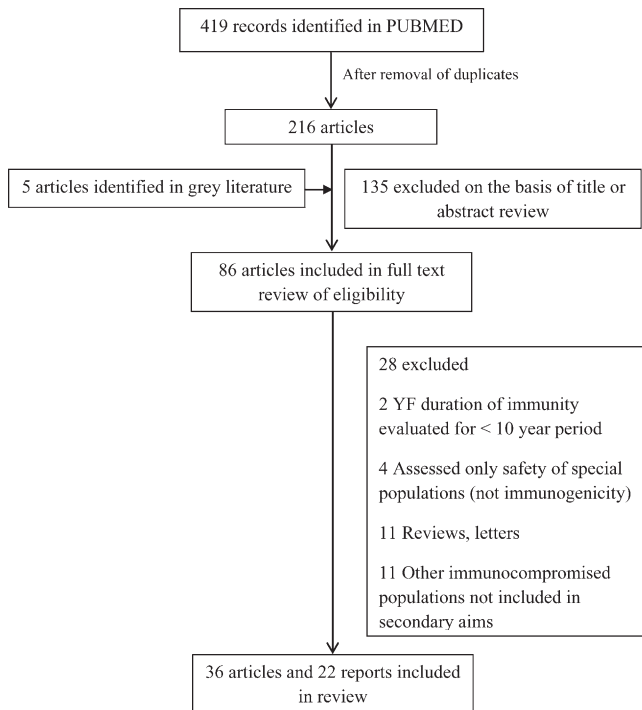 419 records identified in PUBMED
After removal of duplicates
216 articles
5 articles identified in grey literature
135 excluded on the basis of title or
abstract review
86 articles included in full text
review of eligibility
28 excluded
2 YF duration of immunity
evaluated for < 10 year period
4 Assessed only safety of special
populations (not immunogenicity)
11 Reviews, letters
11 Other immunocompromised
populations not included in
secondary aims
36 articles and 22 reports included
in review